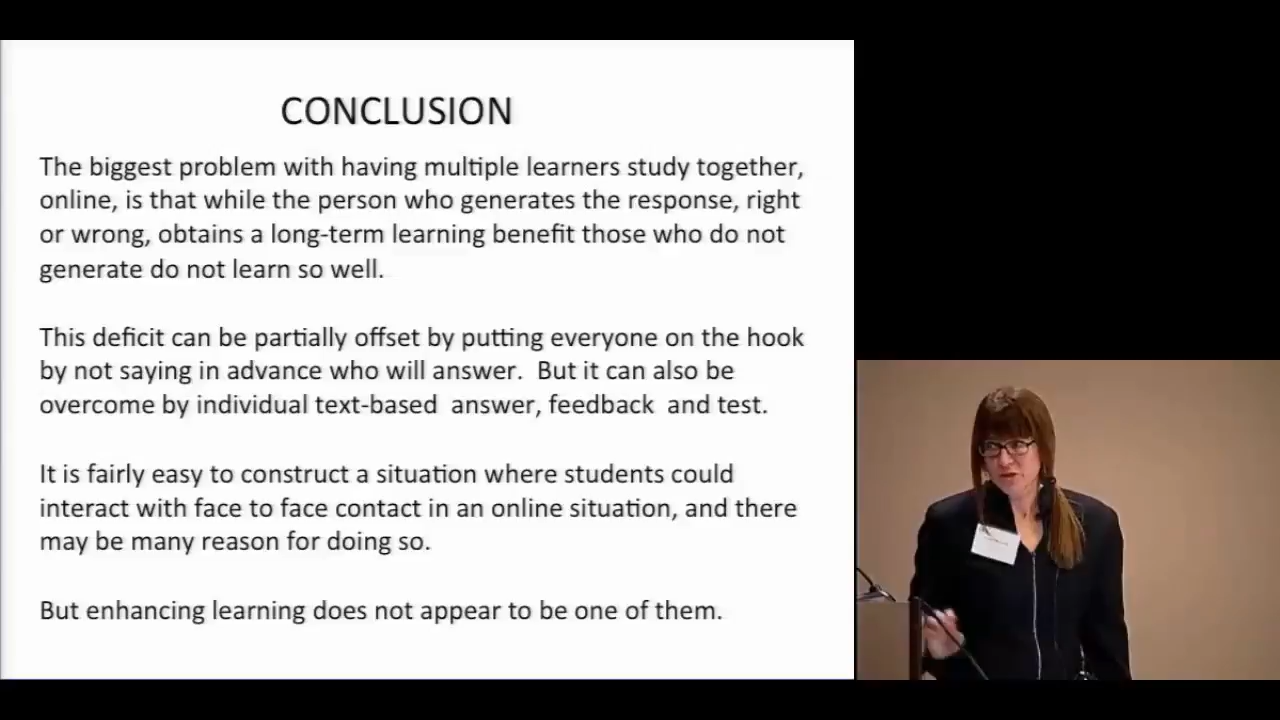 CONCLUSION
The biggest problem with having multiple learners study together,
online, is that while the person who generates the response, right
or wrong, obtains a long-term learning benefit those who do not
generate do not learn so well.
This deficit can be partially offset by putting everyone on the hook
by not saying in advance who will answer. But it can also be
overcome by individual text-based answer, feedback and test.
It is fairly easy to construct a situation where students could
interact with face to face contact in an online situation, and there
may be many reason for doing so.
But enhancing learning does not appear to be one of them.